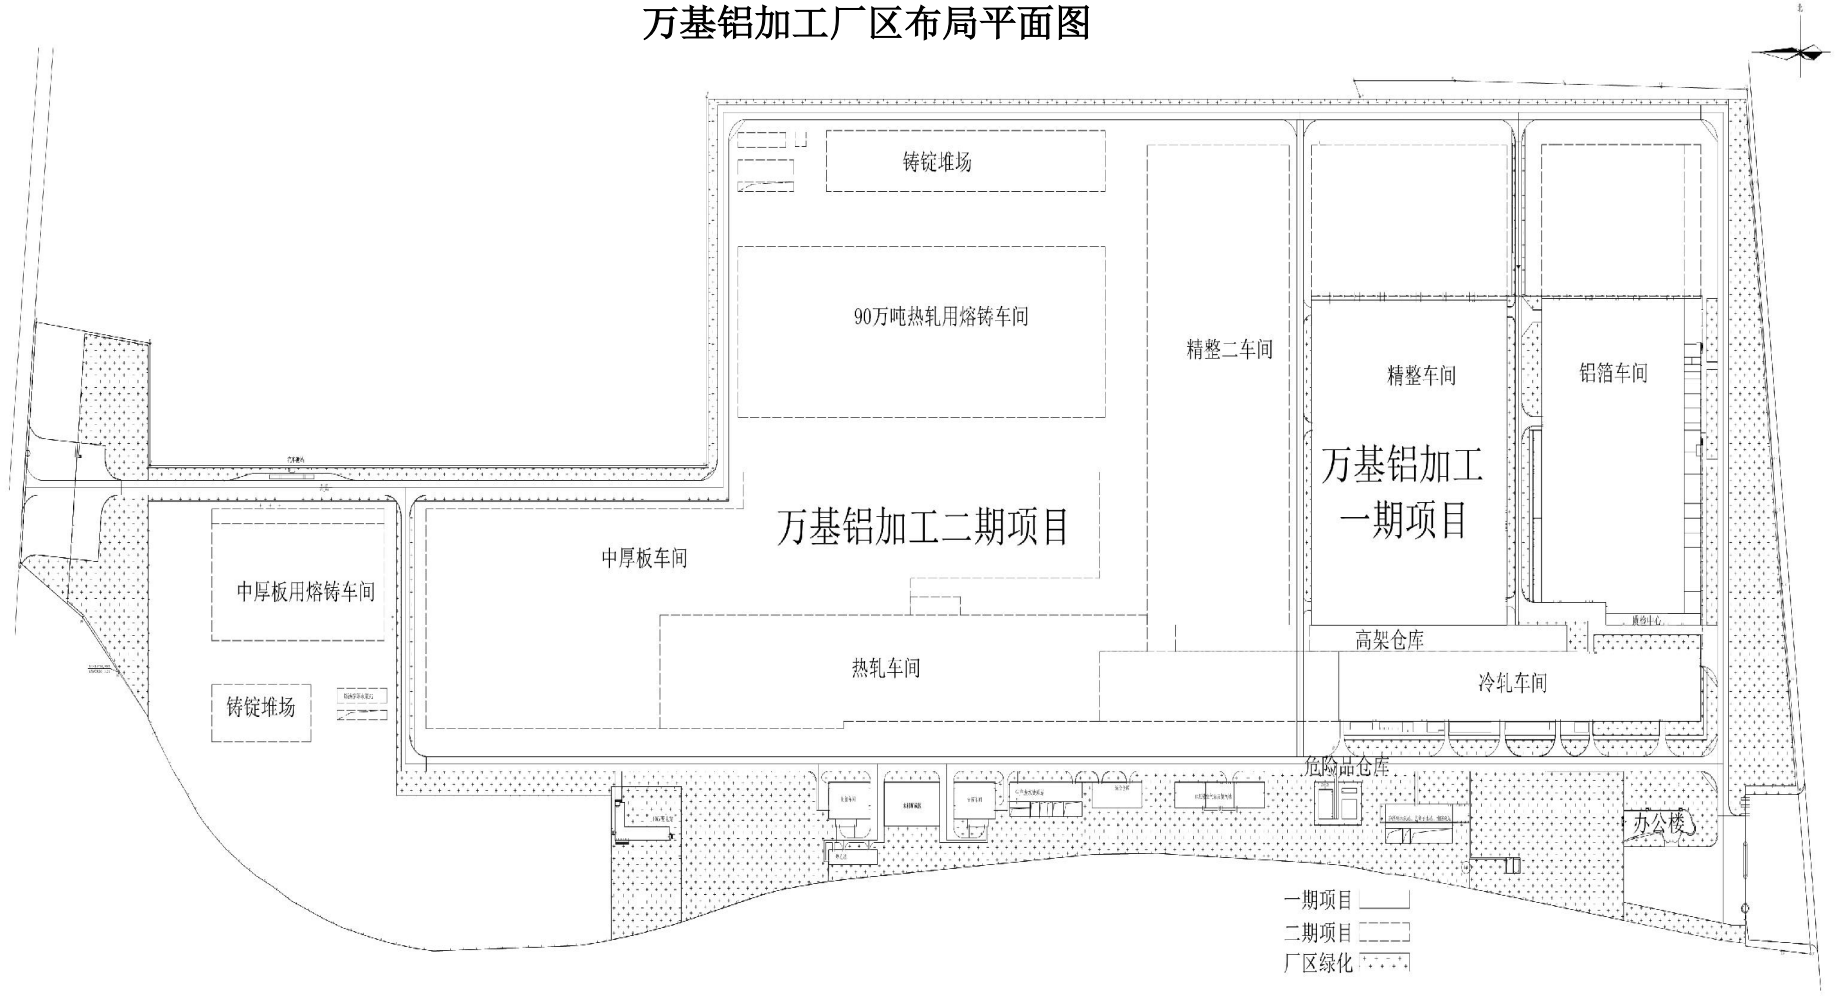 万基铝加工厂区布局平面图
北
铸锭堆场
90万吨热轧用熔铸车间
精整二车间
精整车间
铝箔车间
万基铝加工
一期项目
万基铝加工二期项目
中厚板车间
中厚板用熔铸车间
质检中心
高架仓库
热轧车间
冷轧车间
铸锭堆场
危险品仓库
办公楼
一期项目
二期项目
厂区绿化